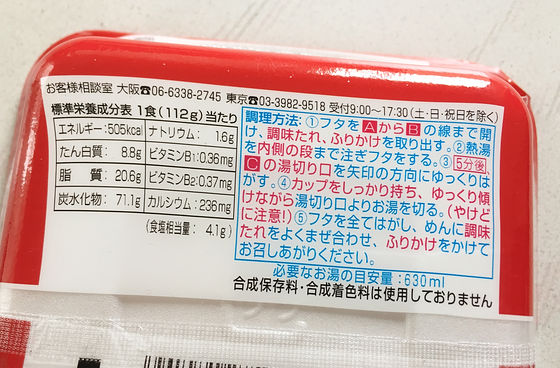 お客様相談室 大阪☎06-6338-2745 東京☎03-3982-9518 受付9:00〜17:30(土・日・祝日を除く)
標準栄養成分表 1食(112g)当たり
エネルギー: 505kcal ナトリウム: 1.6g
たん白質: 8.8g ビタミンB1: 0.36mg
脂質: 20.6g ビタミンB2: 0.37mg
炭水化物: 71.1g カルシウム: 236mg
(食塩相当量: 4.1g)
調理方法:①フタをAからBの線まで開
け、調味たれ、ふりかけを取り出す。②熱湯
を内側の段まで注ぎフタをする。③5分後、
Cの湯切り口を矢印の方向にゆっくりは
がす。④カップをしっかり持ち、ゆっくり傾
けながら湯切り口よりお湯を切る。(やけど
に注意!)⑤フタを全てはがし、めんに調味
たれをよくまぜ合わせ、ふりかけをかけて
お召しあがりください。
必要なお湯の目安量:630ml
合成保存料・合成着色料は使用しておりません